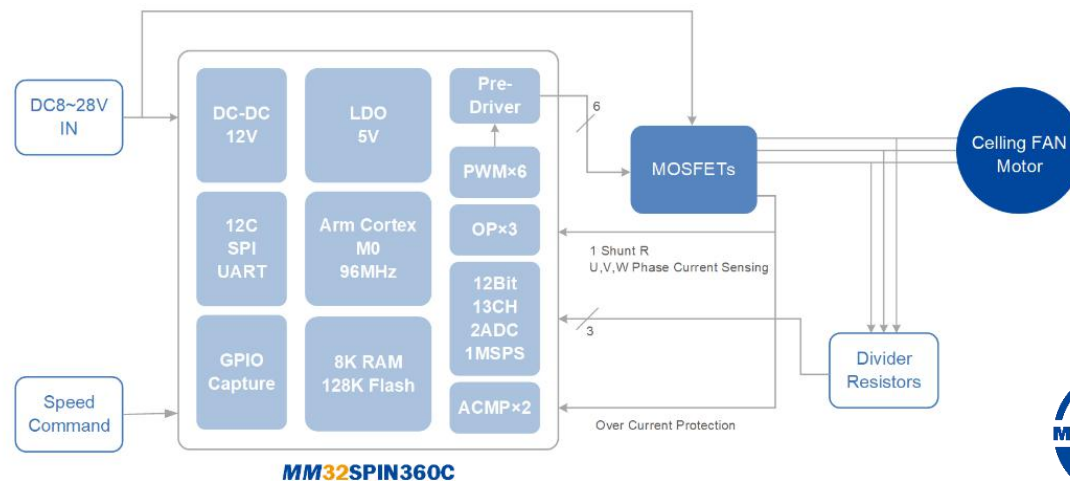 DC8~28V
IN
DC-DC
12V
LDO
5V
Pre-
Driver
6
PWM×6
MOSFETs
Celling FAN
Motor
12C
SPI
UART
Arm Cortex
M0
96MHz
OP×3
1 Shunt R
U,V,W Phase Current Sensing
12Bit
13CH
2ADC
1MSPS
3
GPIO
Capture
8K RAM
128K Flash
ACMP×2
Divider
Resistors
Speed
Command
Over Current Protection
MM32SPIN360C